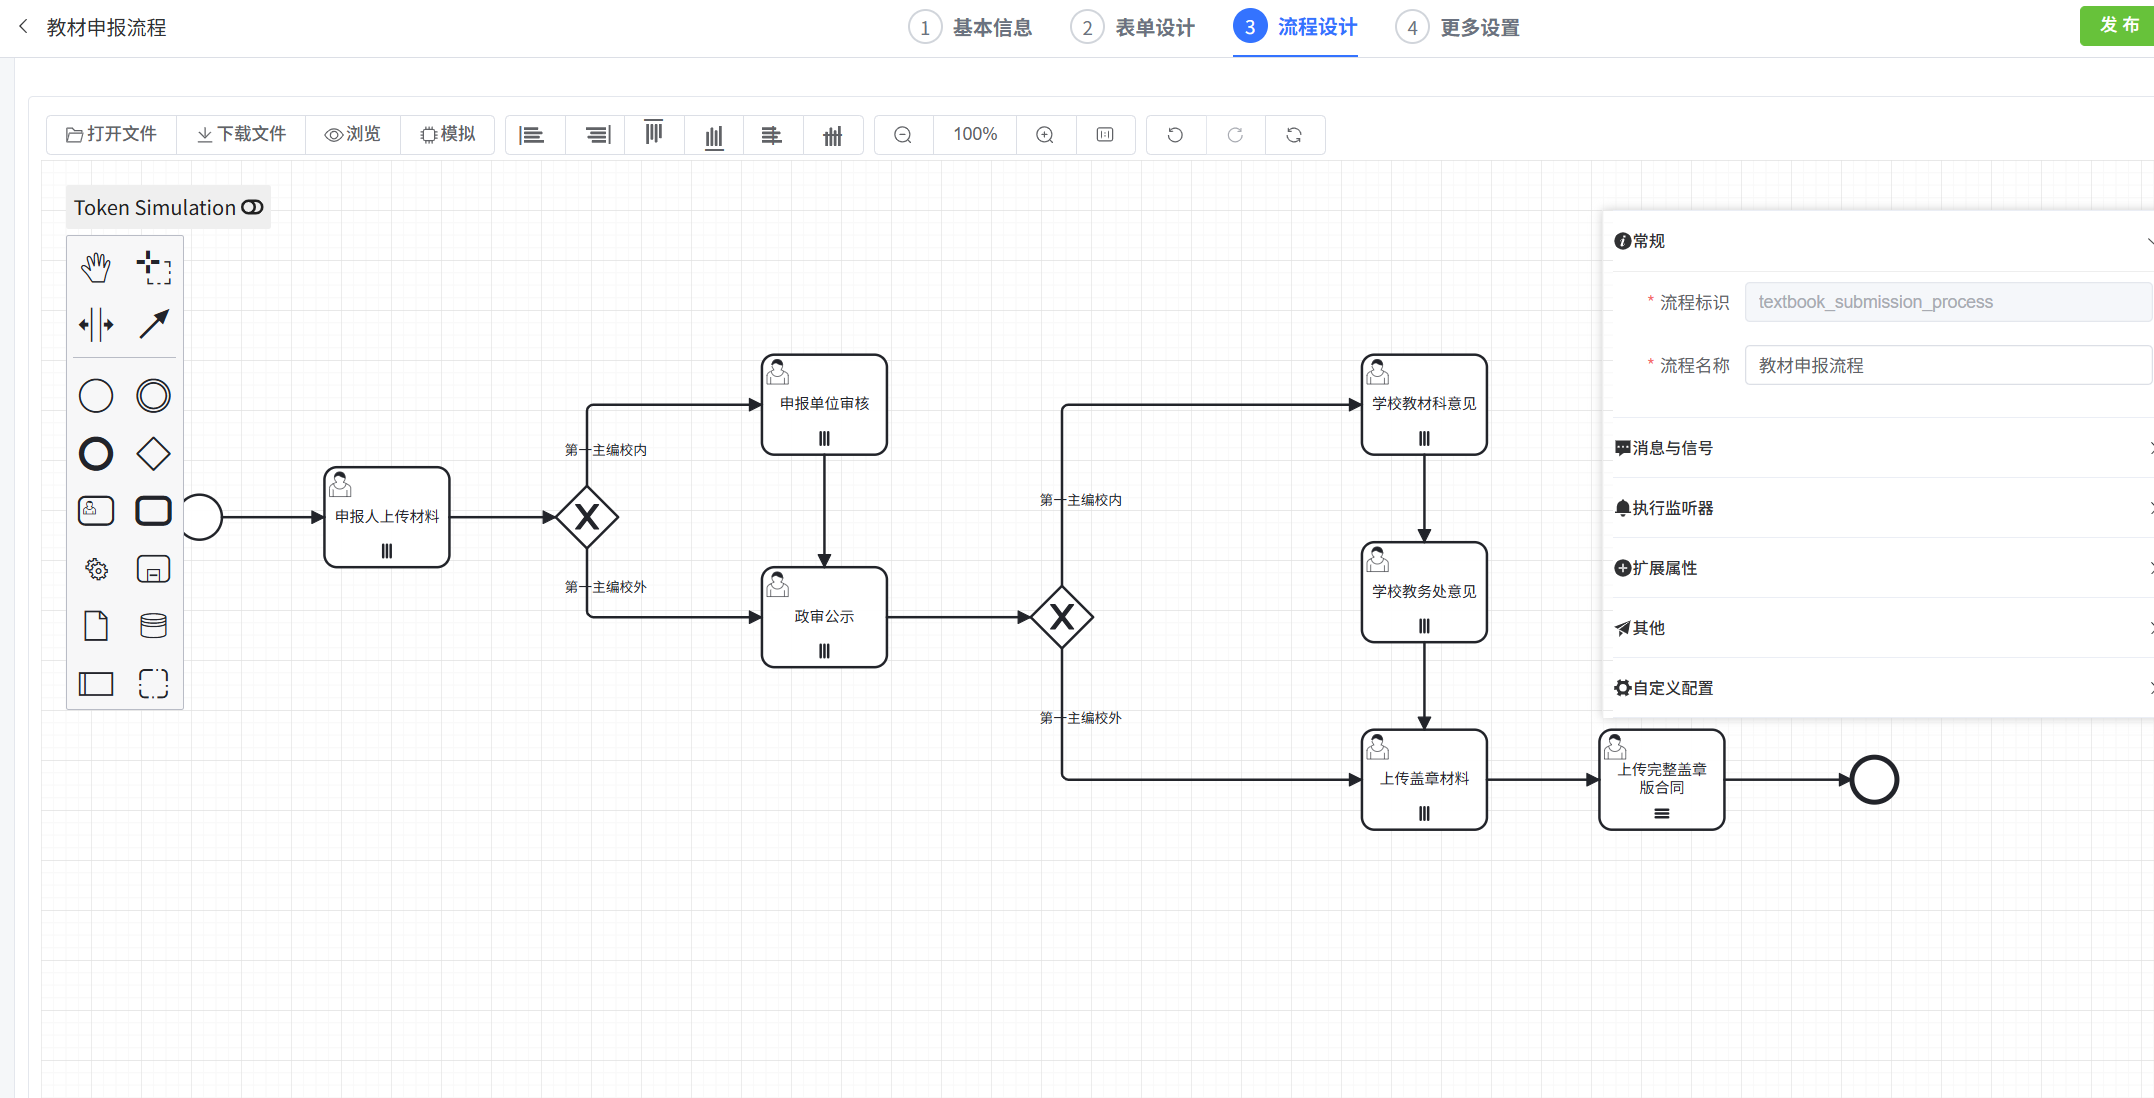 教材申报流程
1 基本信息
2 表单设计
3 流程设计
4 更多设置
发 布
打开文件
下载文件
浏览
模拟
100%
Token Simulation
常规
* 流程标识
textbook_submission_process
* 流程名称
教材申报流程
消息与信号
执行监听器
扩展属性
其他
自定义配置
申报人上传材料
第一主编校内
第一主编校外
申报单位审核
政审公示
第一主编校内
第一主编校外
学校教材科意见
学校教务处意见
上传盖章材料
上传完整盖章
版合同